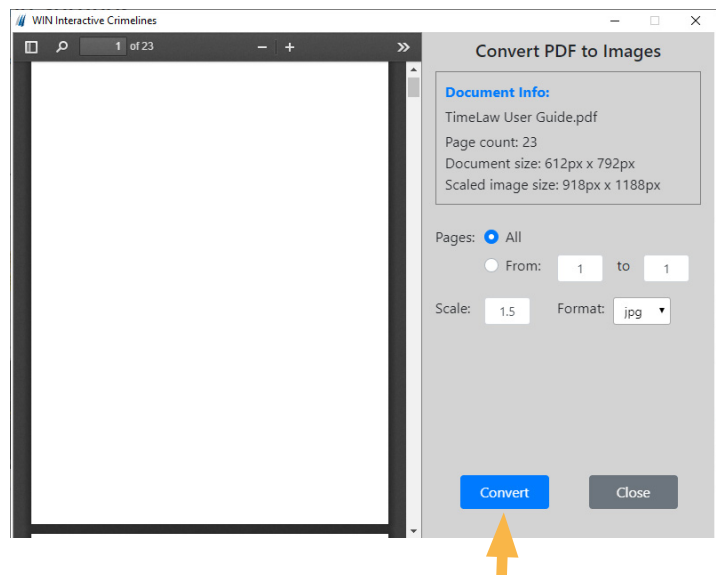 WIN Interactive Crimelines
1 of 23
Convert PDF to Images
Document Info:
TimeLaw User Guide.pdf
Page count: 23
Document size: 612px x 792px
Scaled image size: 918px x 1188px
Pages: All
From: 1 to 1
Scale: 1.5 Format: jpg
Convert Close